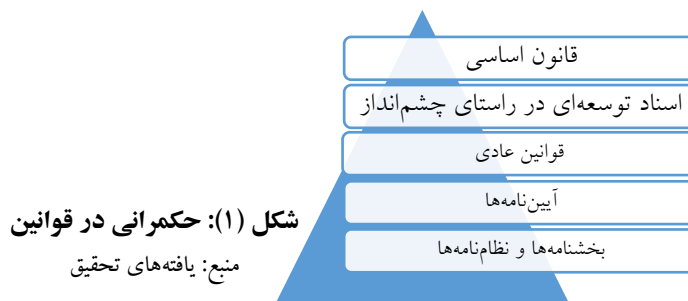 قانون اساسی
اسناد توسعه‌ای در راستای چشم‌انداز
قوانین عادی
آیین‌نامه‌ها
بخشنامه‌ها و نظام‌نامه‌ها
شکل (۱): حکمرانی در قوانین
منبع: یافته‌های تحقیق